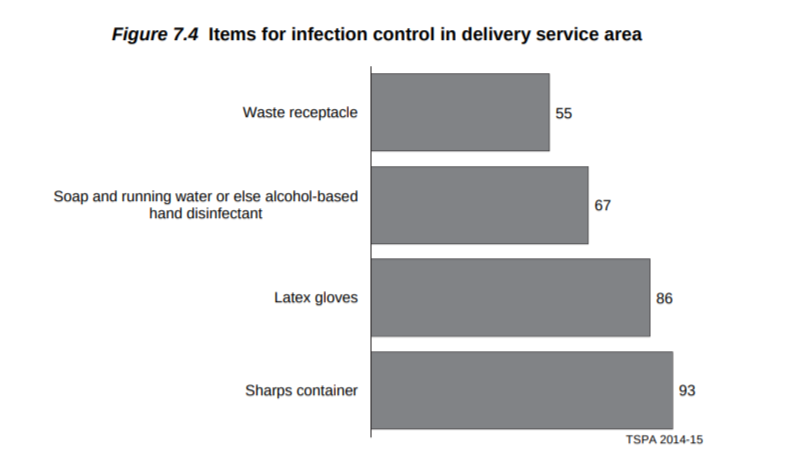 Figure 7.4 Items for infection control in delivery service area
Waste receptacle
55
Soap and running water or else alcohol-based
hand disinfectant
67
Latex gloves
86
Sharps container
93
TSPA 2014-15